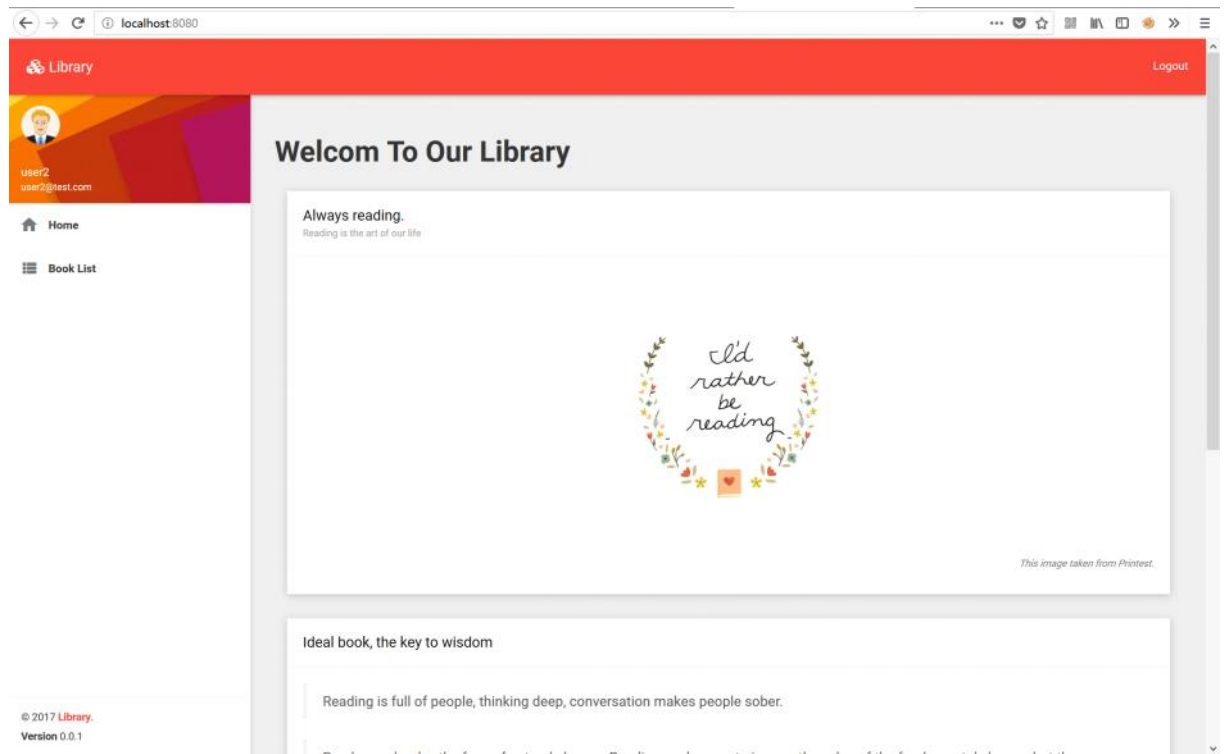 localhost:8080
Library
Logout
user2
user2@test.com
Home
Book List
Welcom To Our Library
Always reading.
Reading is the art of our life
I'd
rather
be
reading
This image taken from Printest.
Ideal book, the key to wisdom
Reading is full of people, thinking deep, conversation makes people sober.
© 2017 Library.
Version 0.0.1